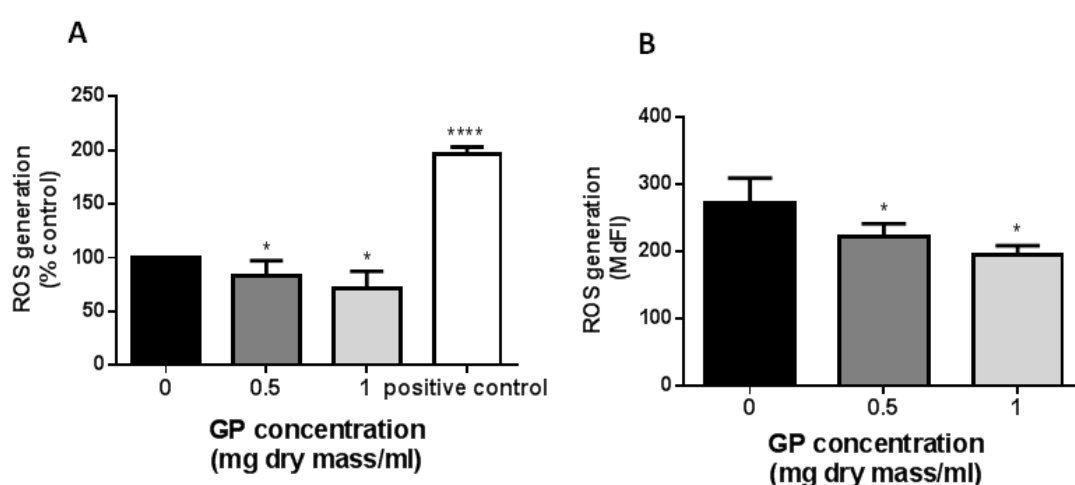 A
ROS generation
(% control)
250
200
150
100
50
0
*
*
****
0 0.5 1 positive control
GP concentration
(mg dry mass/ml)
B
ROS generation
(MdFI)
400
300
200
100
0
*
*
0 0.5 1
GP concentration
(mg dry mass/ml)